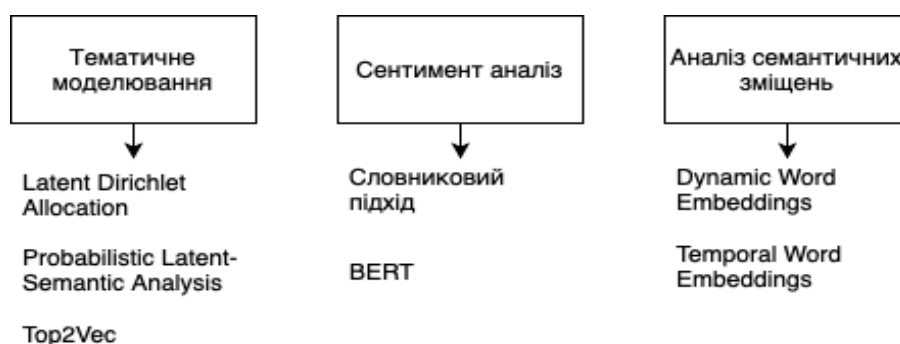 Тематичне
моделювання
Latent Dirichlet
Allocation
Probabilistic Latent-
Semantic Analysis
Top2Vec
Сентимент аналіз
Словниковий
підхід
BERT
Аналіз семантичних
зміщень
Dynamic Word
Embeddings
Temporal Word
Embeddings